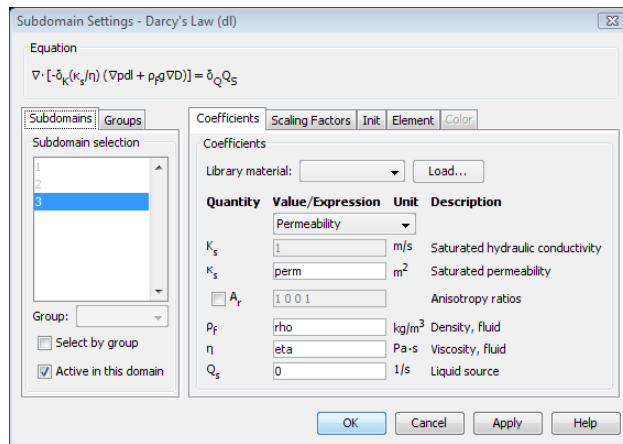 Subdomain Settings - Darcy's Law (dl)
Equation
∇·[-δK(κs/η) (∇pdl + ρfg∇D)] = δQQS
Subdomains Groups
Subdomain selection
1
2
3
Group:
Select by group
Active in this domain
Coefficients Scaling Factors Init Element Color
Coefficients
Library material: Load...
Quantity Value/Expression Unit Description
Permeability
Ks 1 m/s Saturated hydraulic conductivity
κs perm m² Saturated permeability
Ar 1 0 0 1 Anisotropy ratios
ρf rho kg/m³ Density, fluid
η eta Pa·s Viscosity, fluid
Qs 0 1/s Liquid source
OK Cancel Apply Help